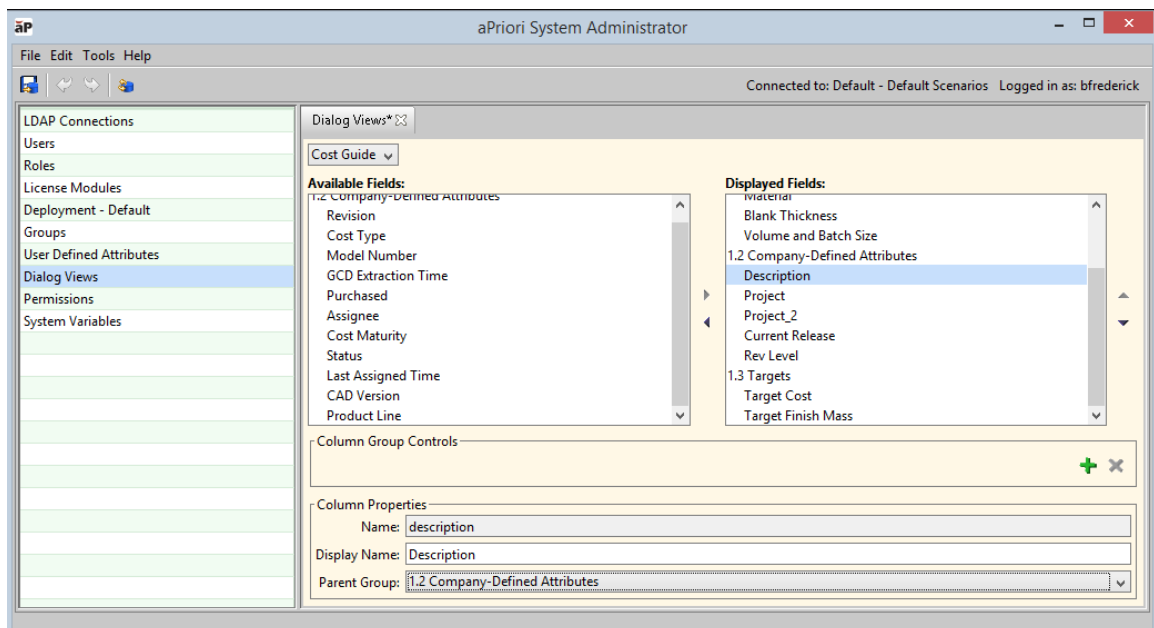 aP aPriori System Administrator
File Edit Tools Help
Connected to: Default - Default Scenarios Logged in as: bfrederick
LDAP Connections
Users
Roles
License Modules
Deployment - Default
Groups
User Defined Attributes
Dialog Views
Permissions
System Variables
Dialog Views*
Cost Guide
Available Fields:
1.2 Company-Defined Attributes
Revision
Cost Type
Model Number
GCD Extraction Time
Purchased
Assignee
Cost Maturity
Status
Last Assigned Time
CAD Version
Product Line
Displayed Fields:
Material
Blank Thickness
Volume and Batch Size
1.2 Company-Defined Attributes
Description
Project
Project_2
Current Release
Rev Level
1.3 Targets
Target Cost
Target Finish Mass
Column Group Controls
Column Properties
Name: description
Display Name: Description
Parent Group: 1.2 Company-Defined Attributes